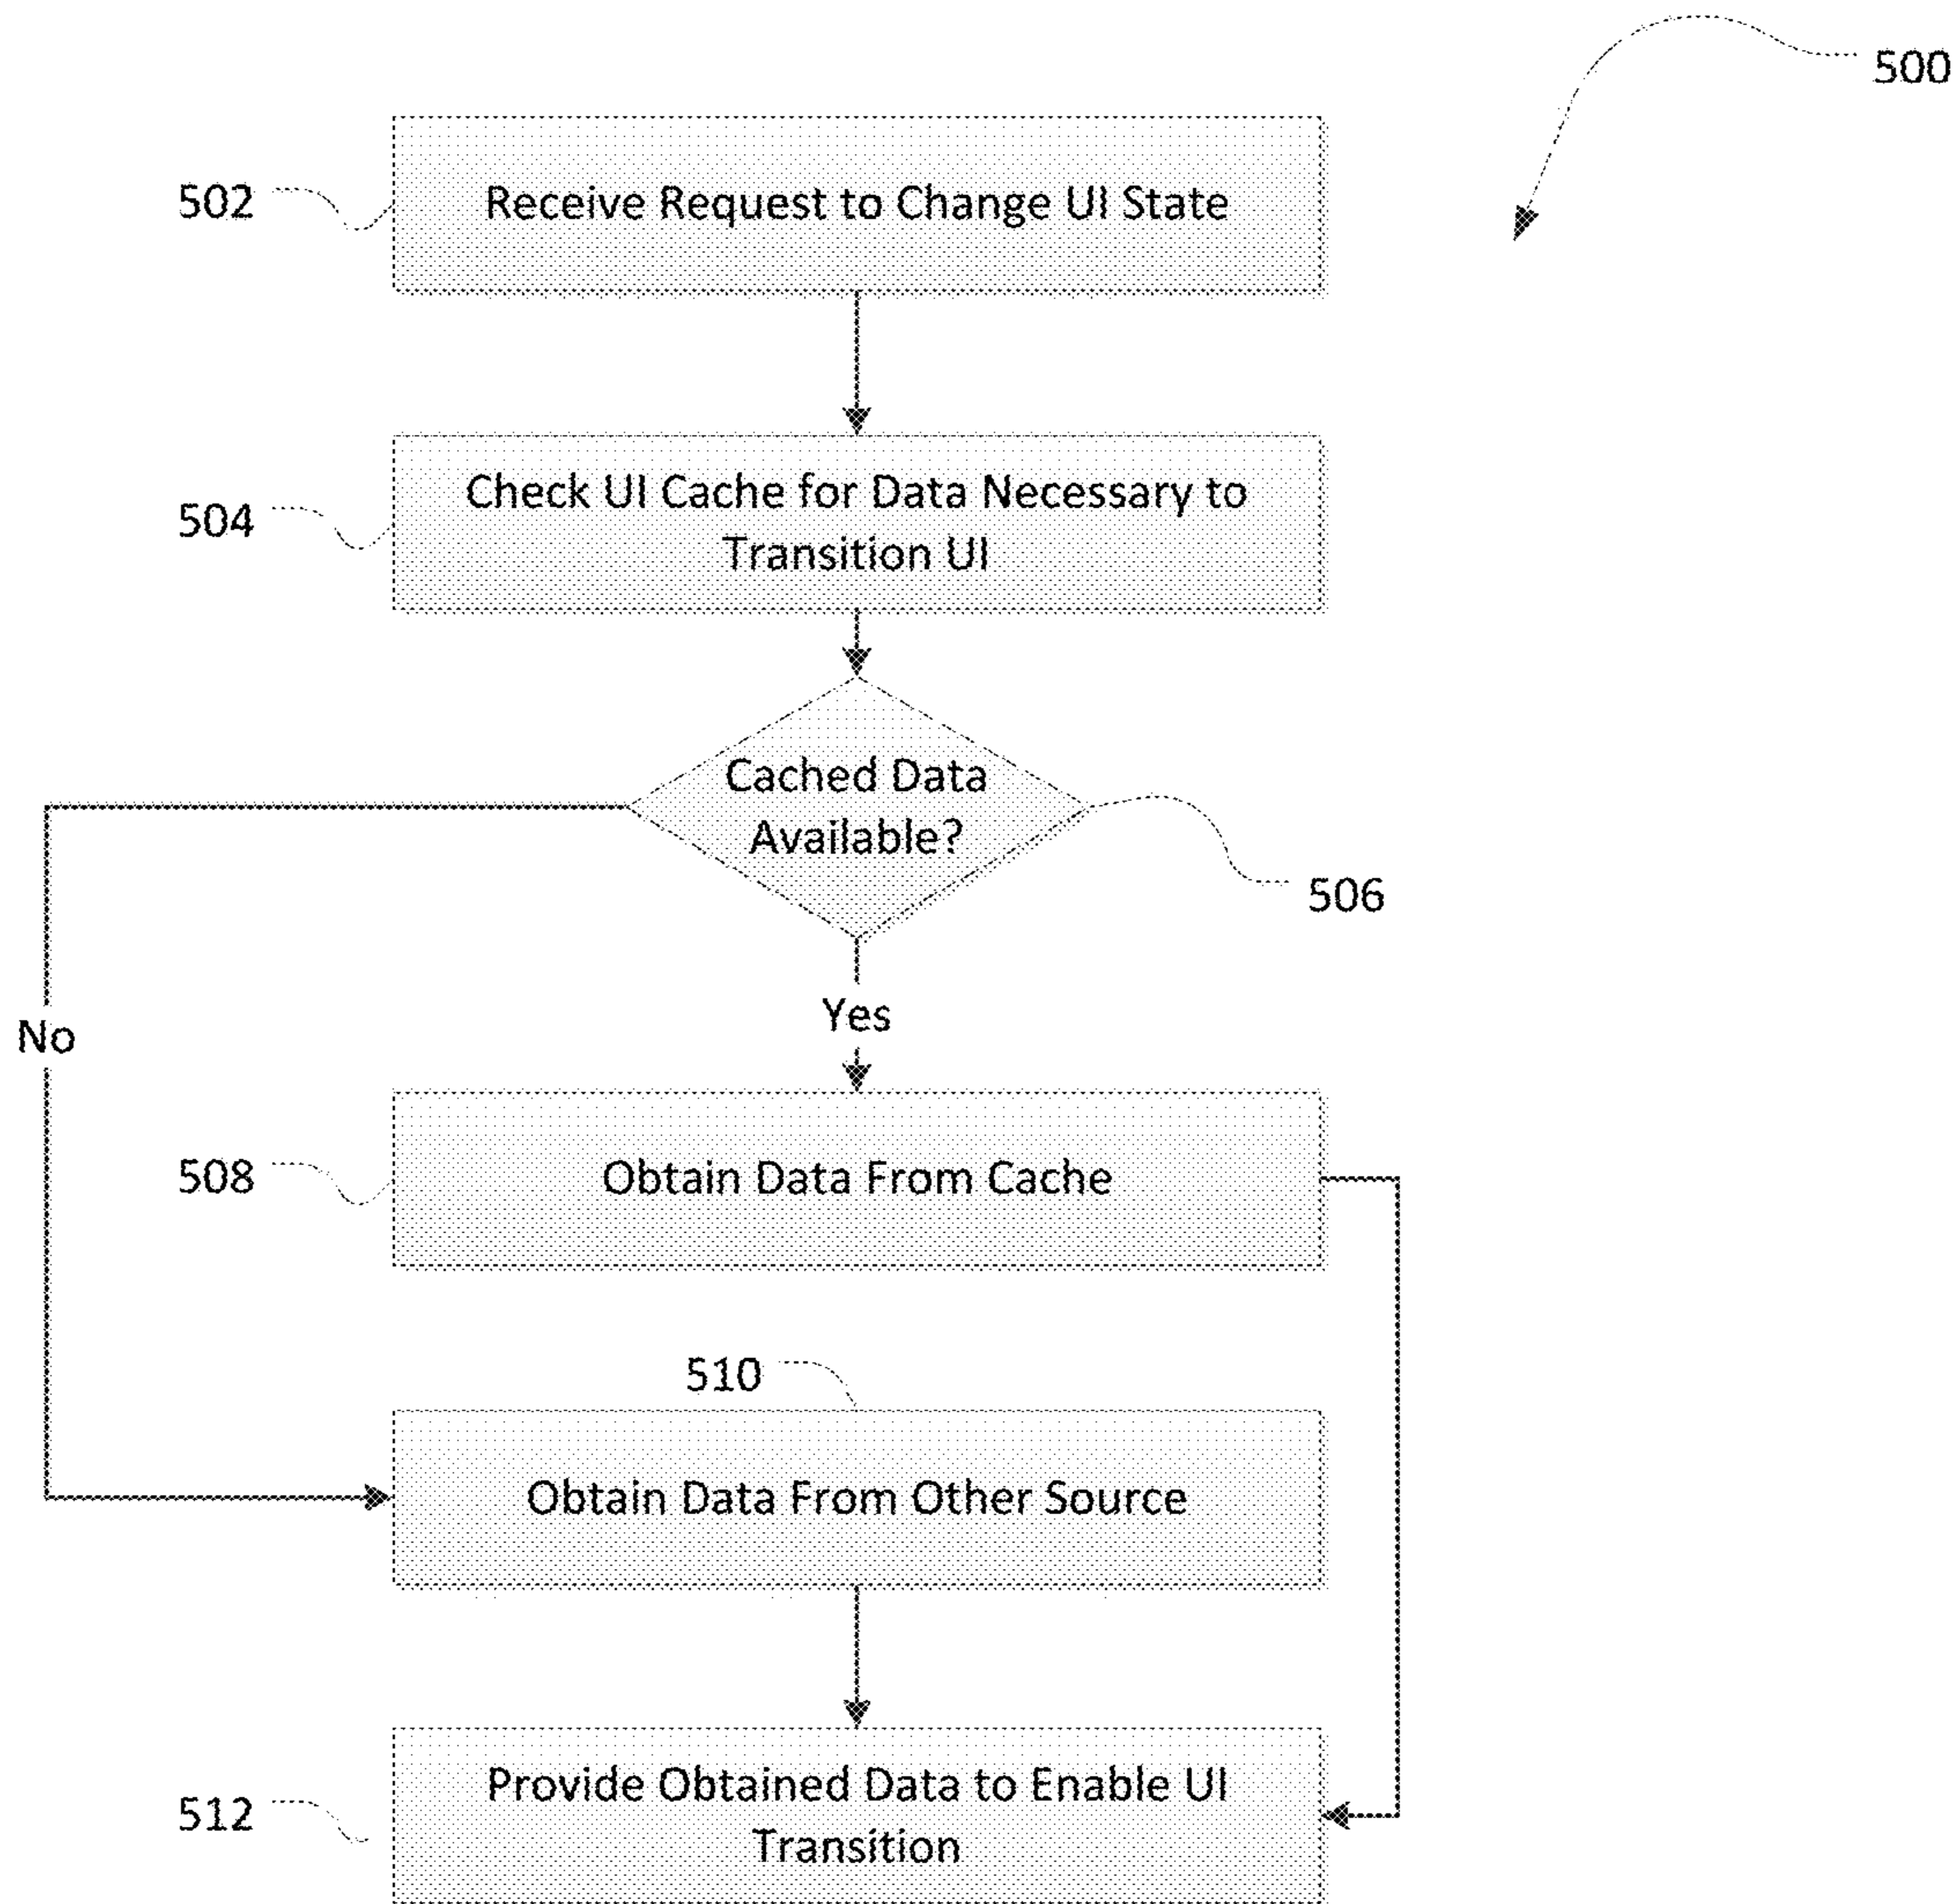 500
502
Receive Request to Change UI State
504
Check UI Cache for Data Necessary to
Transition UI
Cached Data
Available?
506
Yes
No
508
Obtain Data From Cache
510
Obtain Data From Other Source
512
Provide Obtained Data to Enable UI
Transition